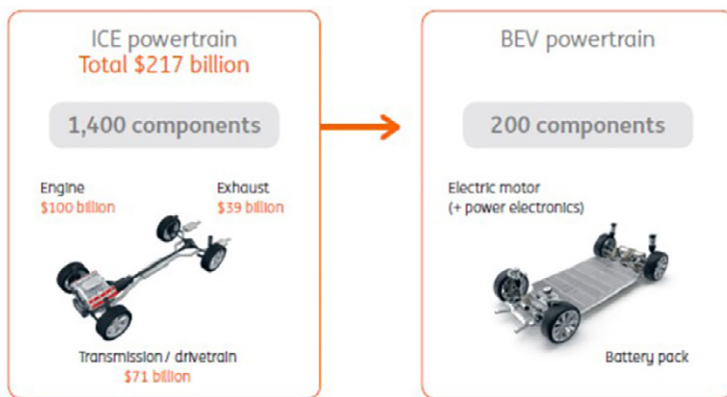 ICE powertrain
Total $217 billion
1,400 components
Engine
$100 billion
Exhaust
$39 billion
Transmission / drivetrain
$71 billion
BEV powertrain
200 components
Electric motor
(+ power electronics)
Battery pack